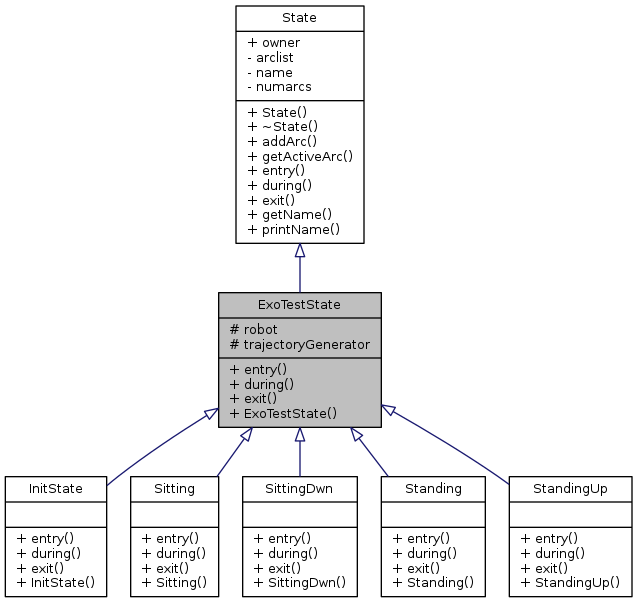 State
+ owner
- arclist
- name
- numarcs
+ State()
+ ~State()
+ addArc()
+ getActiveArc()
+ entry()
+ during()
+ exit()
+ getName()
+ printName()
ExoTestState
# robot
# trajectoryGenerator
+ entry()
+ during()
+ exit()
+ ExoTestState()
InitState
+ entry()
+ during()
+ exit()
+ InitState()
Sitting
+ entry()
+ during()
+ exit()
+ Sitting()
SittingDwn
+ entry()
+ during()
+ exit()
+ SittingDwn()
Standing
+ entry()
+ during()
+ exit()
+ Standing()
StandingUp
+ entry()
+ during()
+ exit()
+ StandingUp()